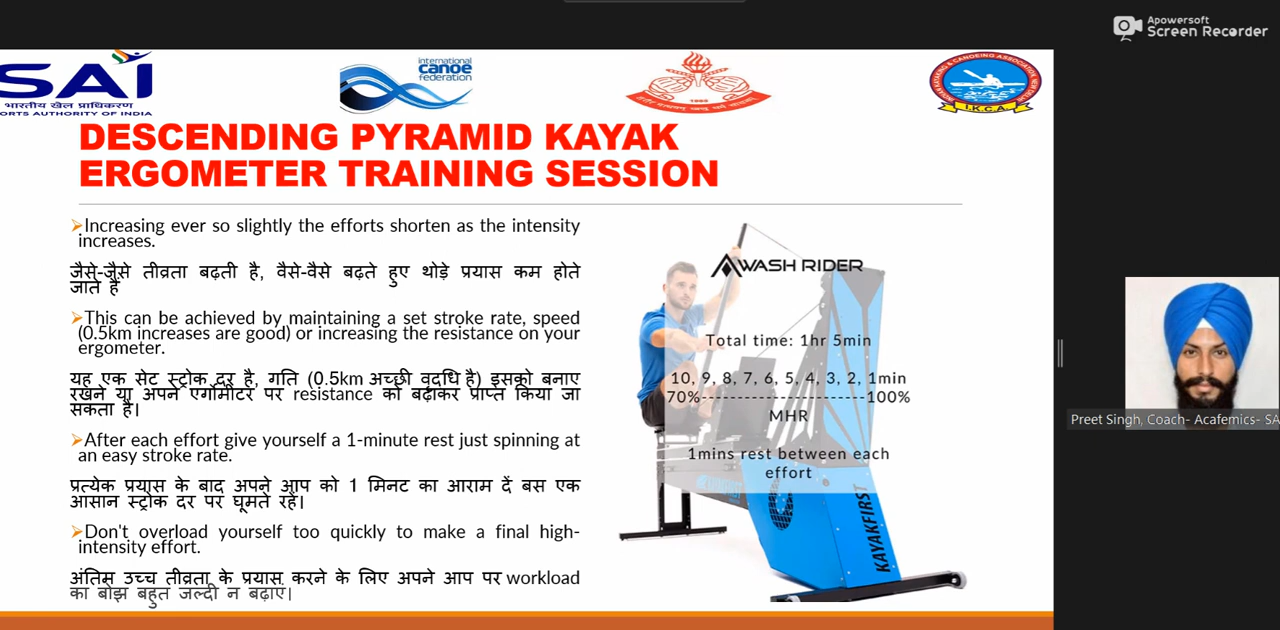 Apowersoft
Screen Recorder
SAI
भारतीय खेल प्राधिकरण
ORTS AUTHORITY OF INDIA
international
canoe
federation
I.K.C.A
DESCENDING PYRAMID KAYAK
ERGOMETER TRAINING SESSION
➢Increasing ever so slightly the efforts shorten as the intensity
increases.
जैसे-जैसे तीव्रता बढ़ती है, वैसे-वैसे बढ़ते हुए थोड़े प्रयास कम होते
जाते हैं
➢This can be achieved by maintaining a set stroke rate, speed
(0.5km increases are good) or increasing the resistance on your
ergometer.
यह एक सेट स्ट्रोक दर है, गति (0.5km अच्छी वृद्धि है) इसको बनाए
रखने या अपने एर्गोमीटर पर resistance को बढ़ाकर प्राप्त किया जा
सकता है।
➢After each effort give yourself a 1-minute rest just spinning at
an easy stroke rate.
प्रत्येक प्रयास के बाद अपने आप को 1 मिनट का आराम दें बस एक
आसान स्ट्रोक दर पर घूमते रहें।
➢Don't overload yourself too quickly to make a final high-
intensity effort.
अंतिम उच्च तीव्रता के प्रयास करने के लिए अपने आप पर workload
का बोझ बहुत जल्दी न बढ़ाएं।
WASH RIDER
Total time: 1hr 5min
10, 9, 8, 7, 6, 5, 4, 3, 2, 1min
70%----------------------100%
MHR
1mins rest between each
effort
KAYAKFIRST
Preet Singh, Coach- Acafemics- SA